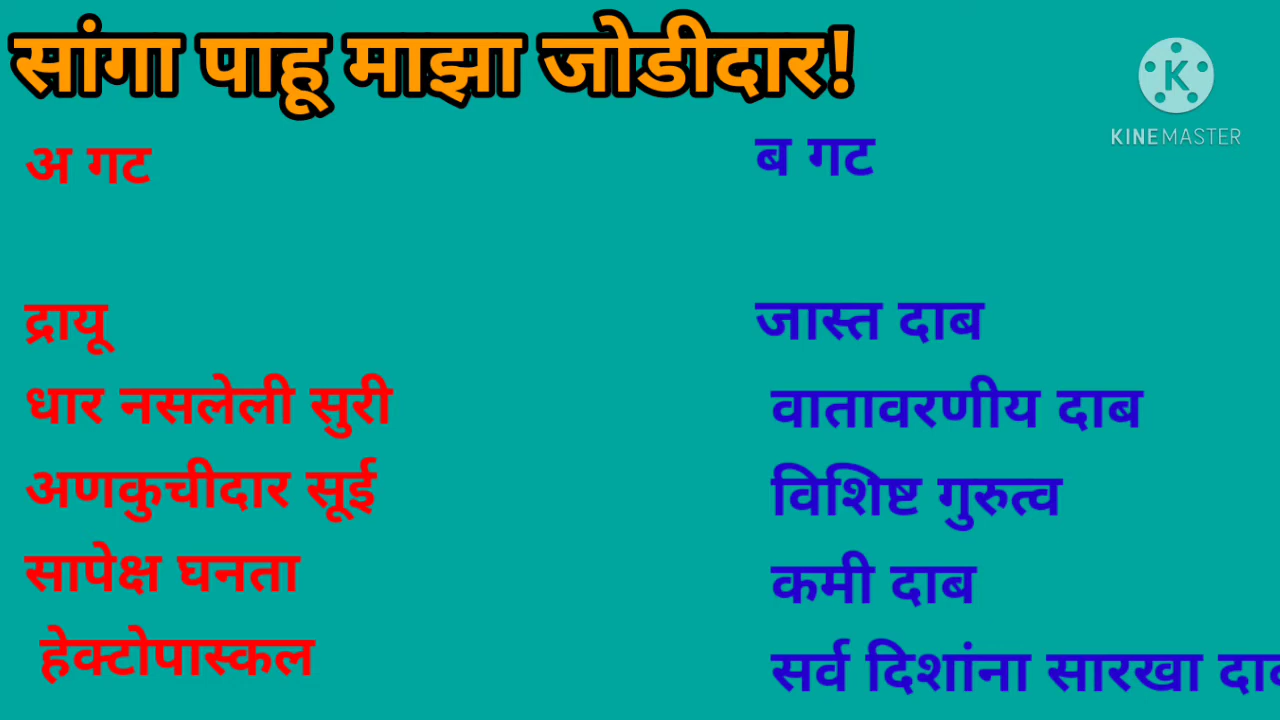 सांगा पाहू माझा जोडीदार!
KINEMASTER
अ गट
ब गट
द्रायू
जास्त दाब
धार नसलेली सुरी
वातावरणीय दाब
अणकुचीदार सूई
विशिष्ट गुरुत्व
सापेक्ष घनता
कमी दाब
हेक्टोपास्कल
सर्व दिशांना सारखा